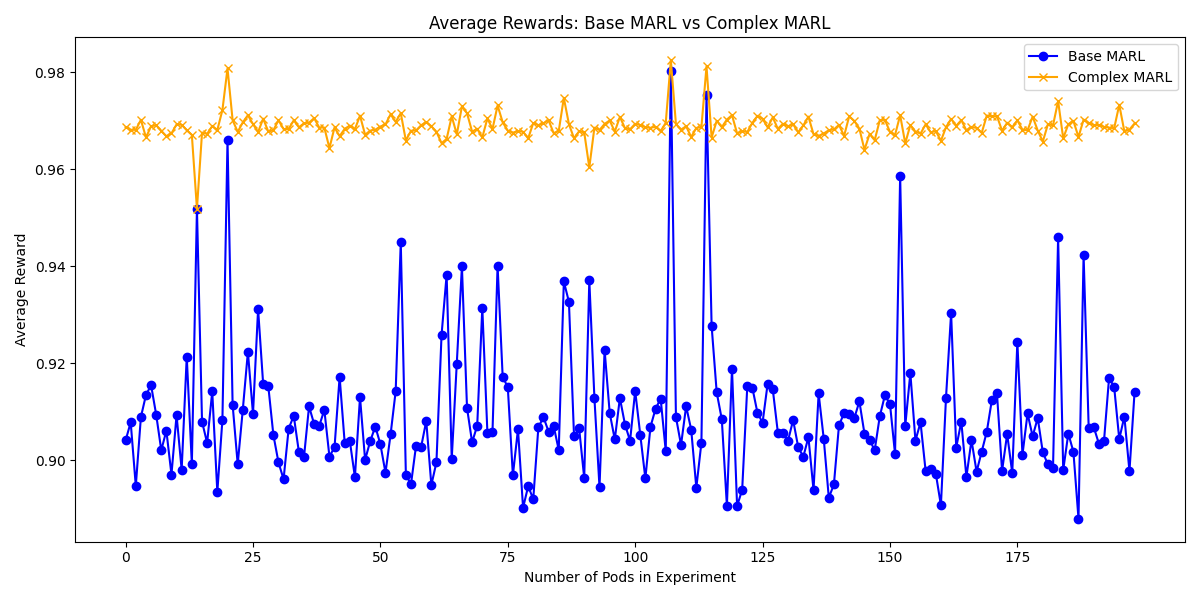 Average Rewards: Base MARL vs Complex MARL
Base MARL
Complex MARL
Average Reward
0.98
0.96
0.94
0.92
0.90
0
25
50
75
100
125
150
175
Number of Pods in Experiment